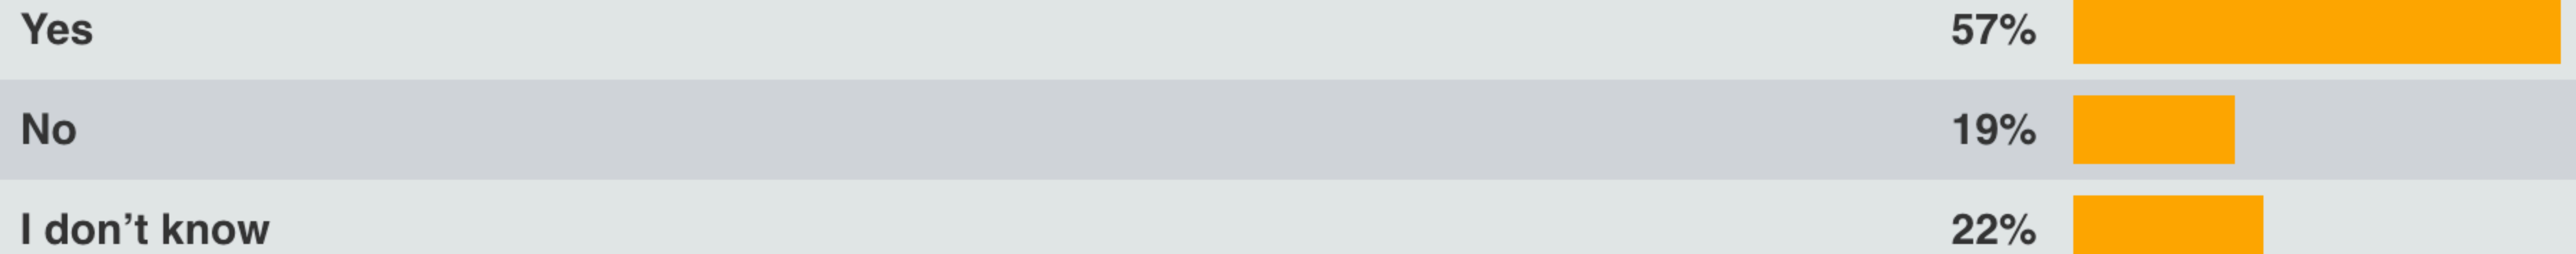 Yes 57%
No 19%
I don’t know 22%